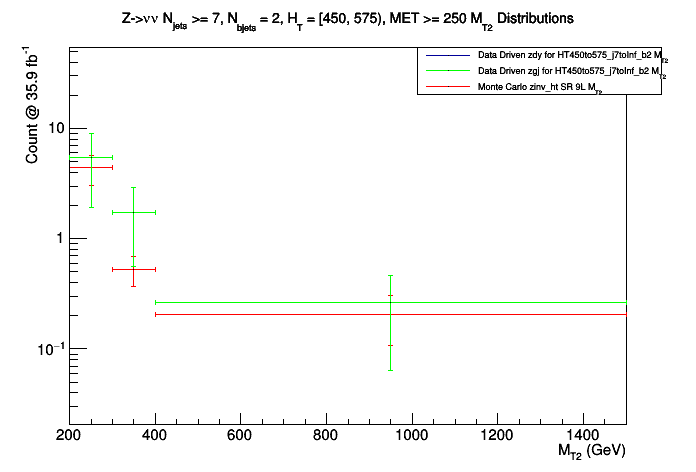 Z->νν N_jets >= 7, N_bjets = 2, H_T = [450, 575), MET >= 250 M_T2 Distributions
Data Driven zdy for HT450to575_j7toInf_b2 M_T2
Data Driven zgj for HT450to575_j7toInf_b2 M_T2
Monte Carlo zinv_ht SR 9L M_T2
Count @ 35.9 fb^-1
10
1
10^-1
200 400 600 800 1000 1200 1400
M_T2 (GeV)